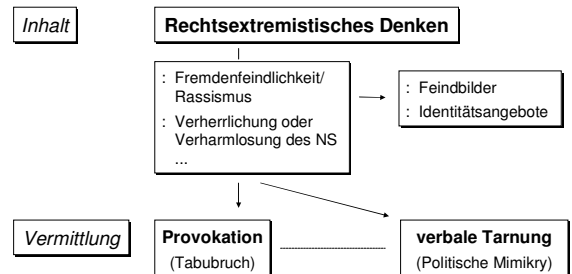 Inhalt
Rechtsextremistisches Denken
: Fremdenfeindlichkeit/
Rassismus
: Verherrlichung oder
Verharmlosung des NS
...
: Feindbilder
: Identitätsangebote
Vermittlung
Provokation
(Tabubruch)
verbale Tarnung
(Politische Mimikry)